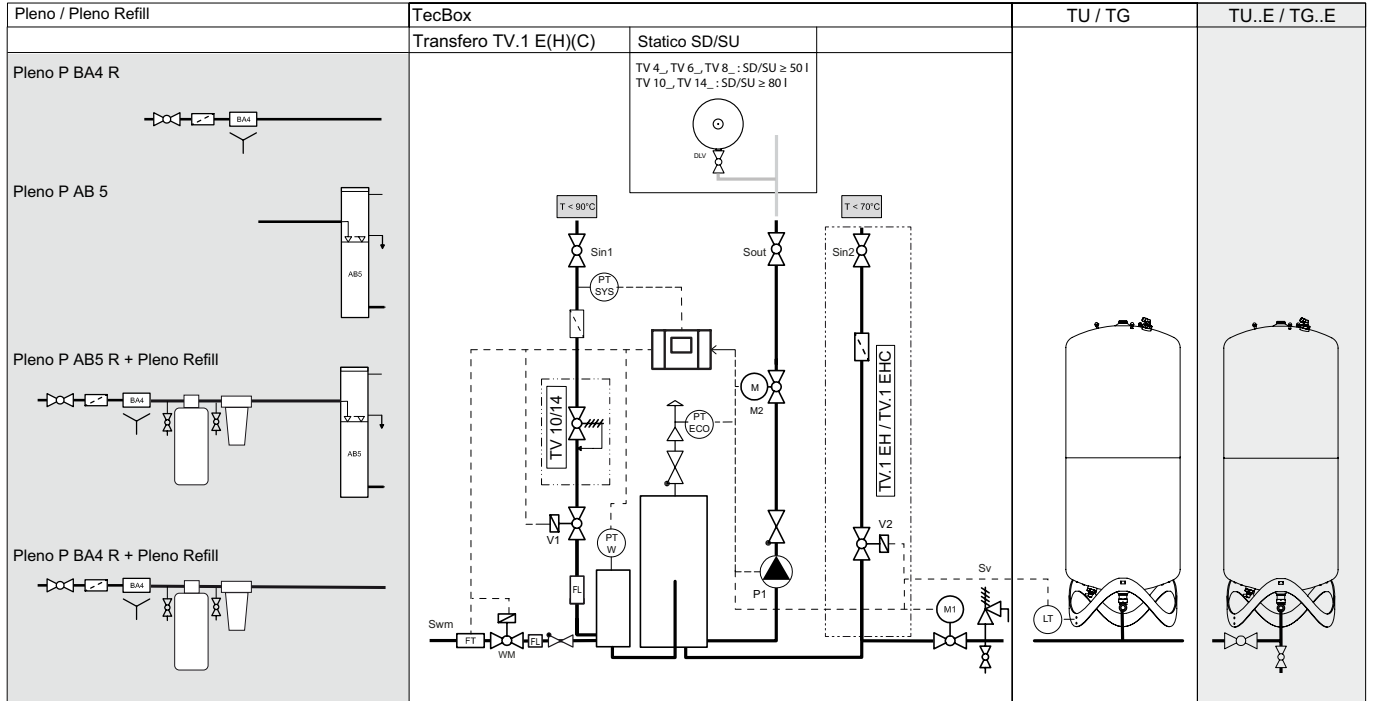 Pleno / Pleno Refill
TecBox
TU / TG
TU..E / TG..E
Transfero TV.1 E(H)(C)
Statico SD/SU
Pleno P BA4 R
BA4
Pleno P AB 5
AB5
Pleno P AB5 R + Pleno Refill
BA4
AB5
Pleno P BA4 R + Pleno Refill
BA4
TV 4_, TV 6_, TV 8_ : SD/SU ≥ 50 l
TV 10_, TV 14_ : SD/SU ≥ 80 l
DLV
T < 90°C
T < 70°C
Sin1
Sout
Sin2
PT
SYS
M
M2
TV 10/14
PT
ECO
TV.1 EH / TV.1 EHC
V1
PT
W
V2
FL
P1
Sv
M1
LT
Swm
FT
WM
FL